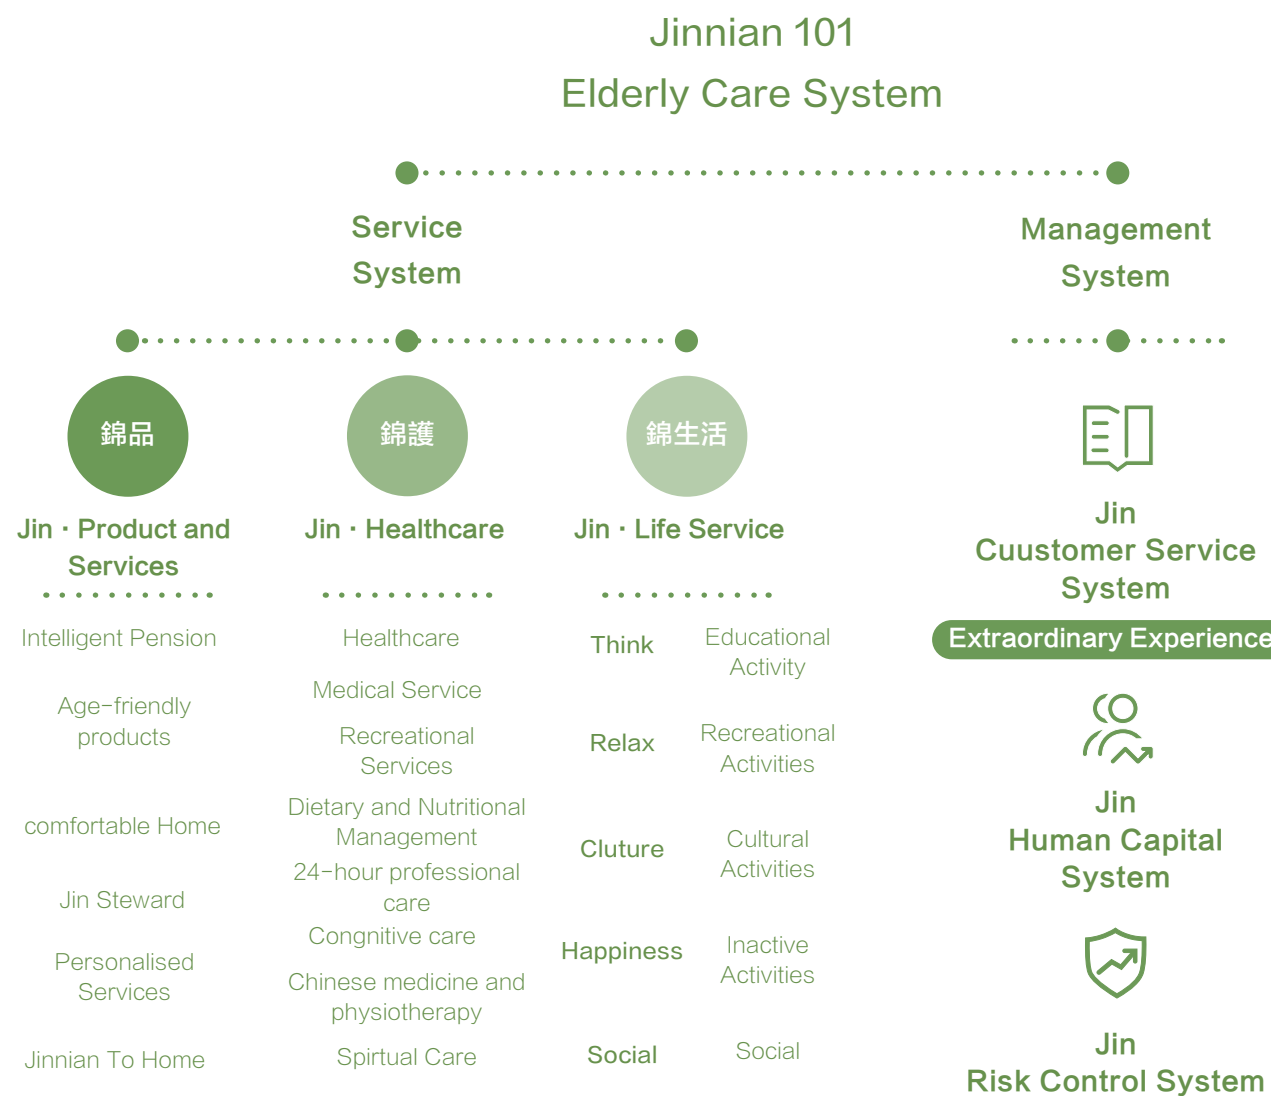 Jinnian 101
Elderly Care System
Service
System
Management
System
錦品
Jin · Product and
Services
Intelligent Pension
Age-friendly
products
comfortable Home
Jin Steward
Personalised
Services
Jinnian To Home
錦護
Jin · Healthcare
Healthcare
Medical Service
Recreational
Services
Dietary and Nutritional
Management
24-hour professional
care
Congnitive care
Chinese medicine and
physiotherapy
Spirtual Care
錦生活
Jin · Life Service
Think
Educational
Activity
Relax
Recreational
Activities
Cluture
Cultural
Activities
Happiness
Inactive
Activities
Social
Social
Jin
Cuustomer Service
System
Extraordinary Experience
Jin
Human Capital
System
Jin
Risk Control System